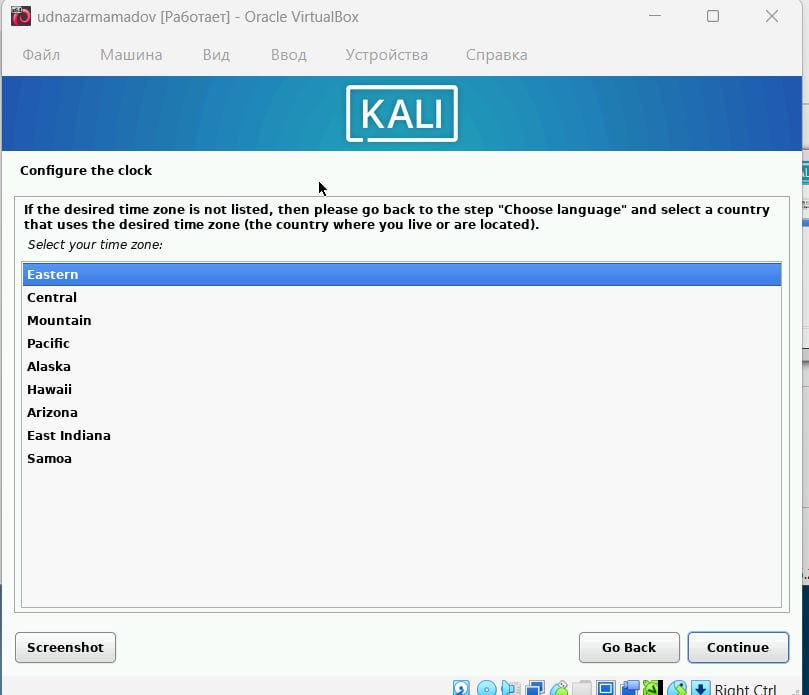 udnazarmamadov [Работает] - Oracle VirtualBox
Файл Машина Вид Ввод Устройства Справка
KALI
Configure the clock
If the desired time zone is not listed, then please go back to the step "Choose language" and select a country
that uses the desired time zone (the country where you live or are located).
Select your time zone:
Eastern
Central
Mountain
Pacific
Alaska
Hawaii
Arizona
East Indiana
Samoa
Screenshot Go Back Continue
Right Ctrl